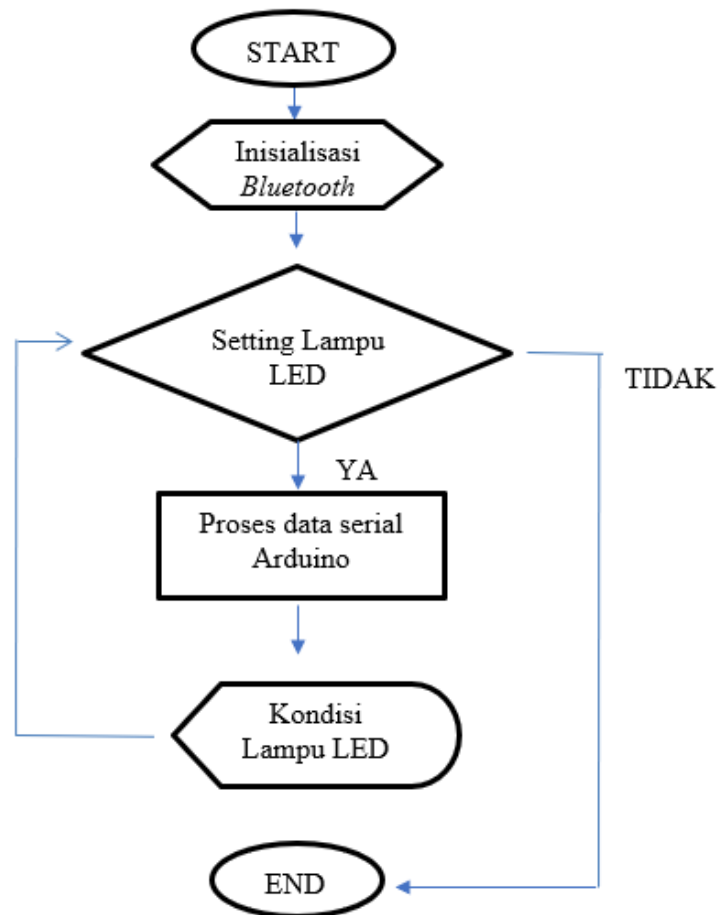 START
Inisialisasi
Bluetooth
Setting Lampu
LED
TIDAK
YA
Proses data serial
Arduino
Kondisi
Lampu LED
END